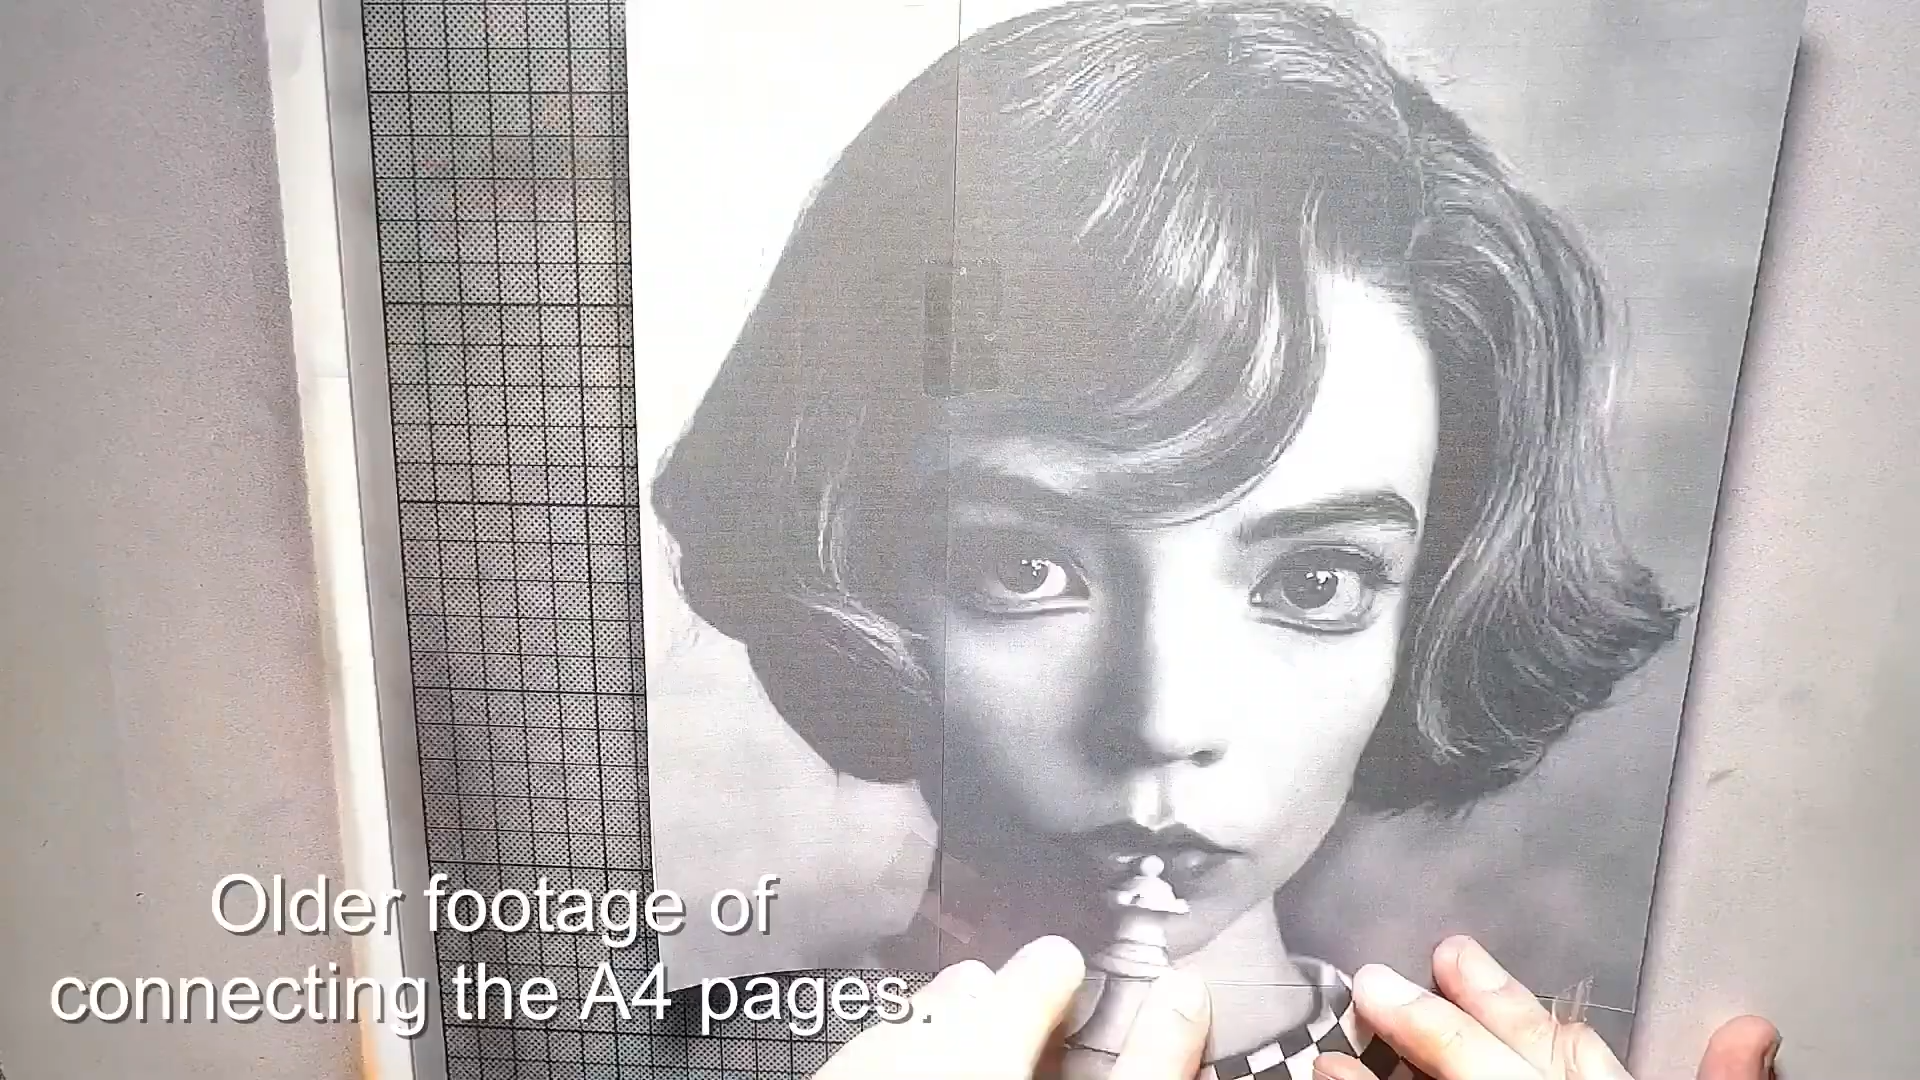 Older footage of
connecting the A4 pages.